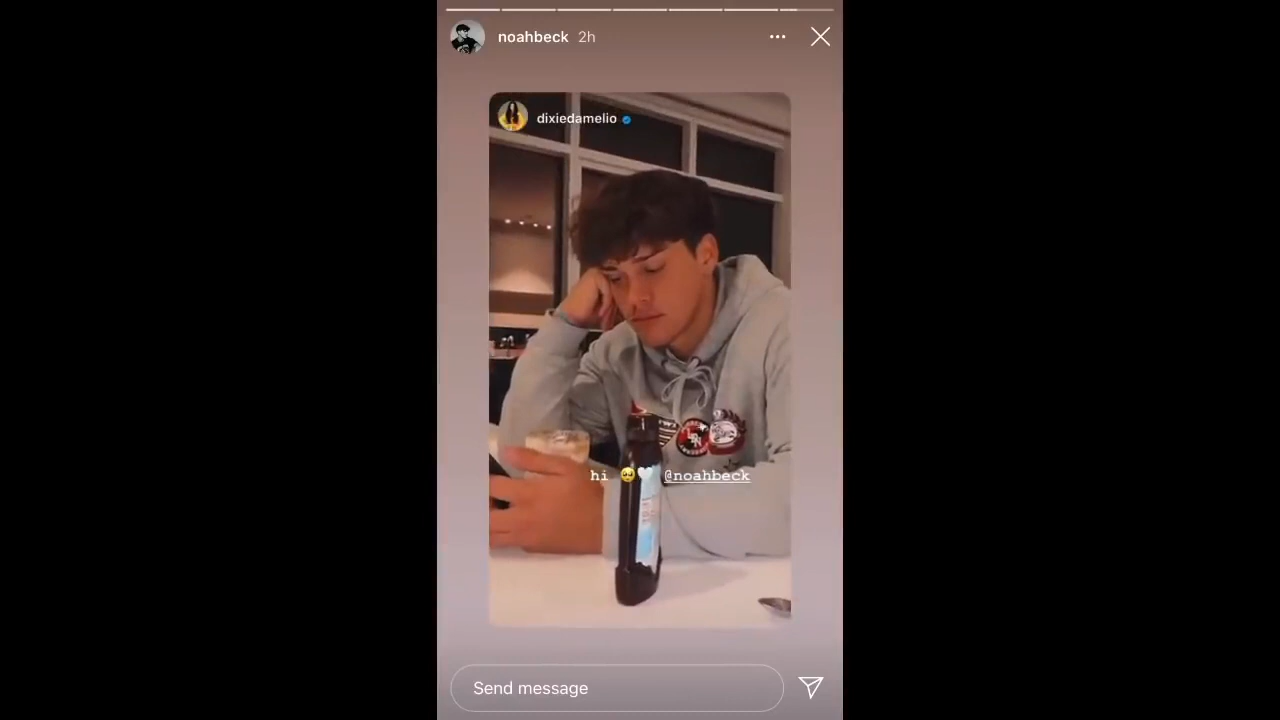 noahbeck 2h
dixiedamelio
hi 🥺🤍 @noahbeck
Send message